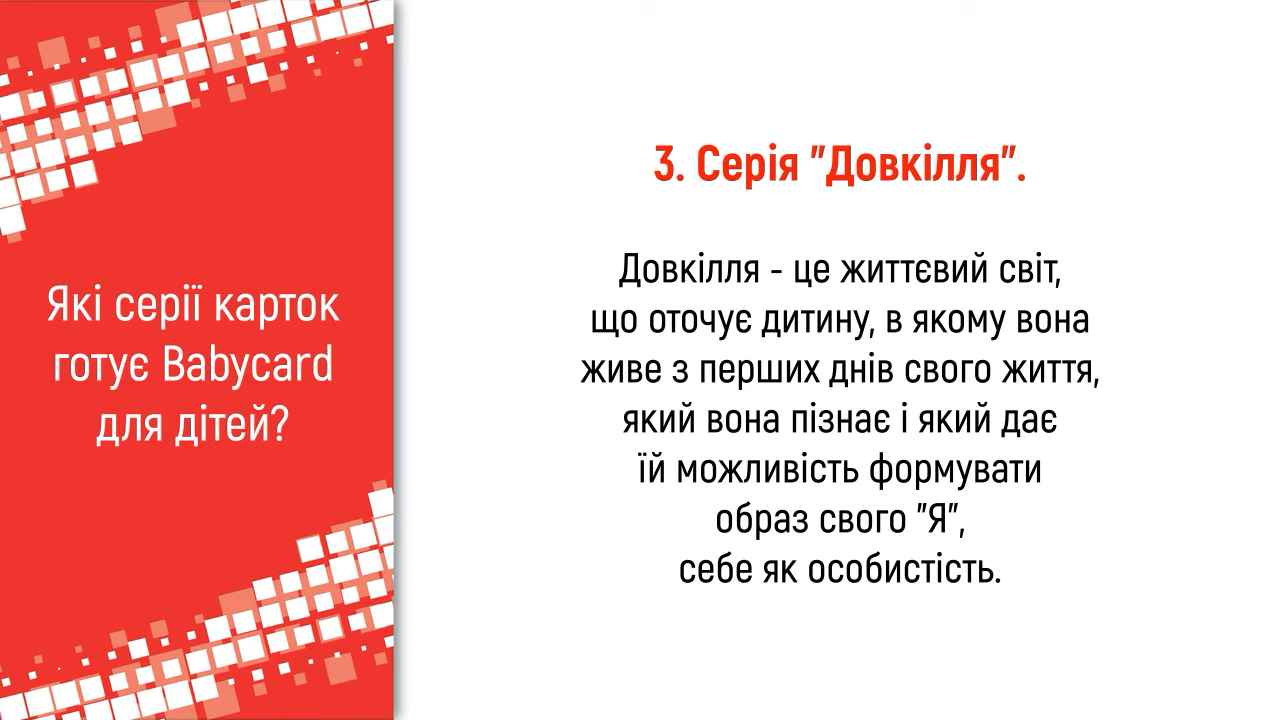 Які серії карток
готує Babycard
для дітей?
3. Серія "Довкілля".
Довкілля - це життєвий світ,
що оточує дитину, в якому вона
живе з перших днів свого життя,
який вона пізнає і який дає
їй можливість формувати
образ свого "Я",
себе як особистість.